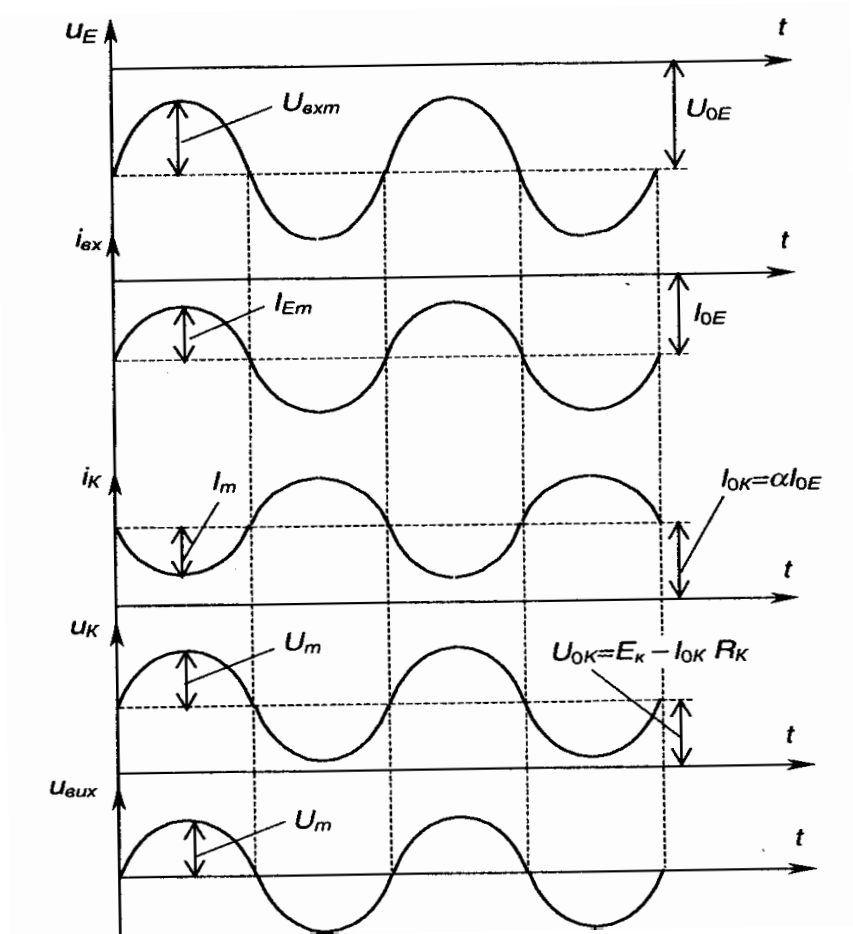 u_E
t
U_вхm
U_0E
i_вх
t
I_Em
I_0E
i_K
I_m
I_0K=αI_0E
t
u_K
U_m
U_0K=E_к – I_0K R_K
t
u_вих
U_m
t